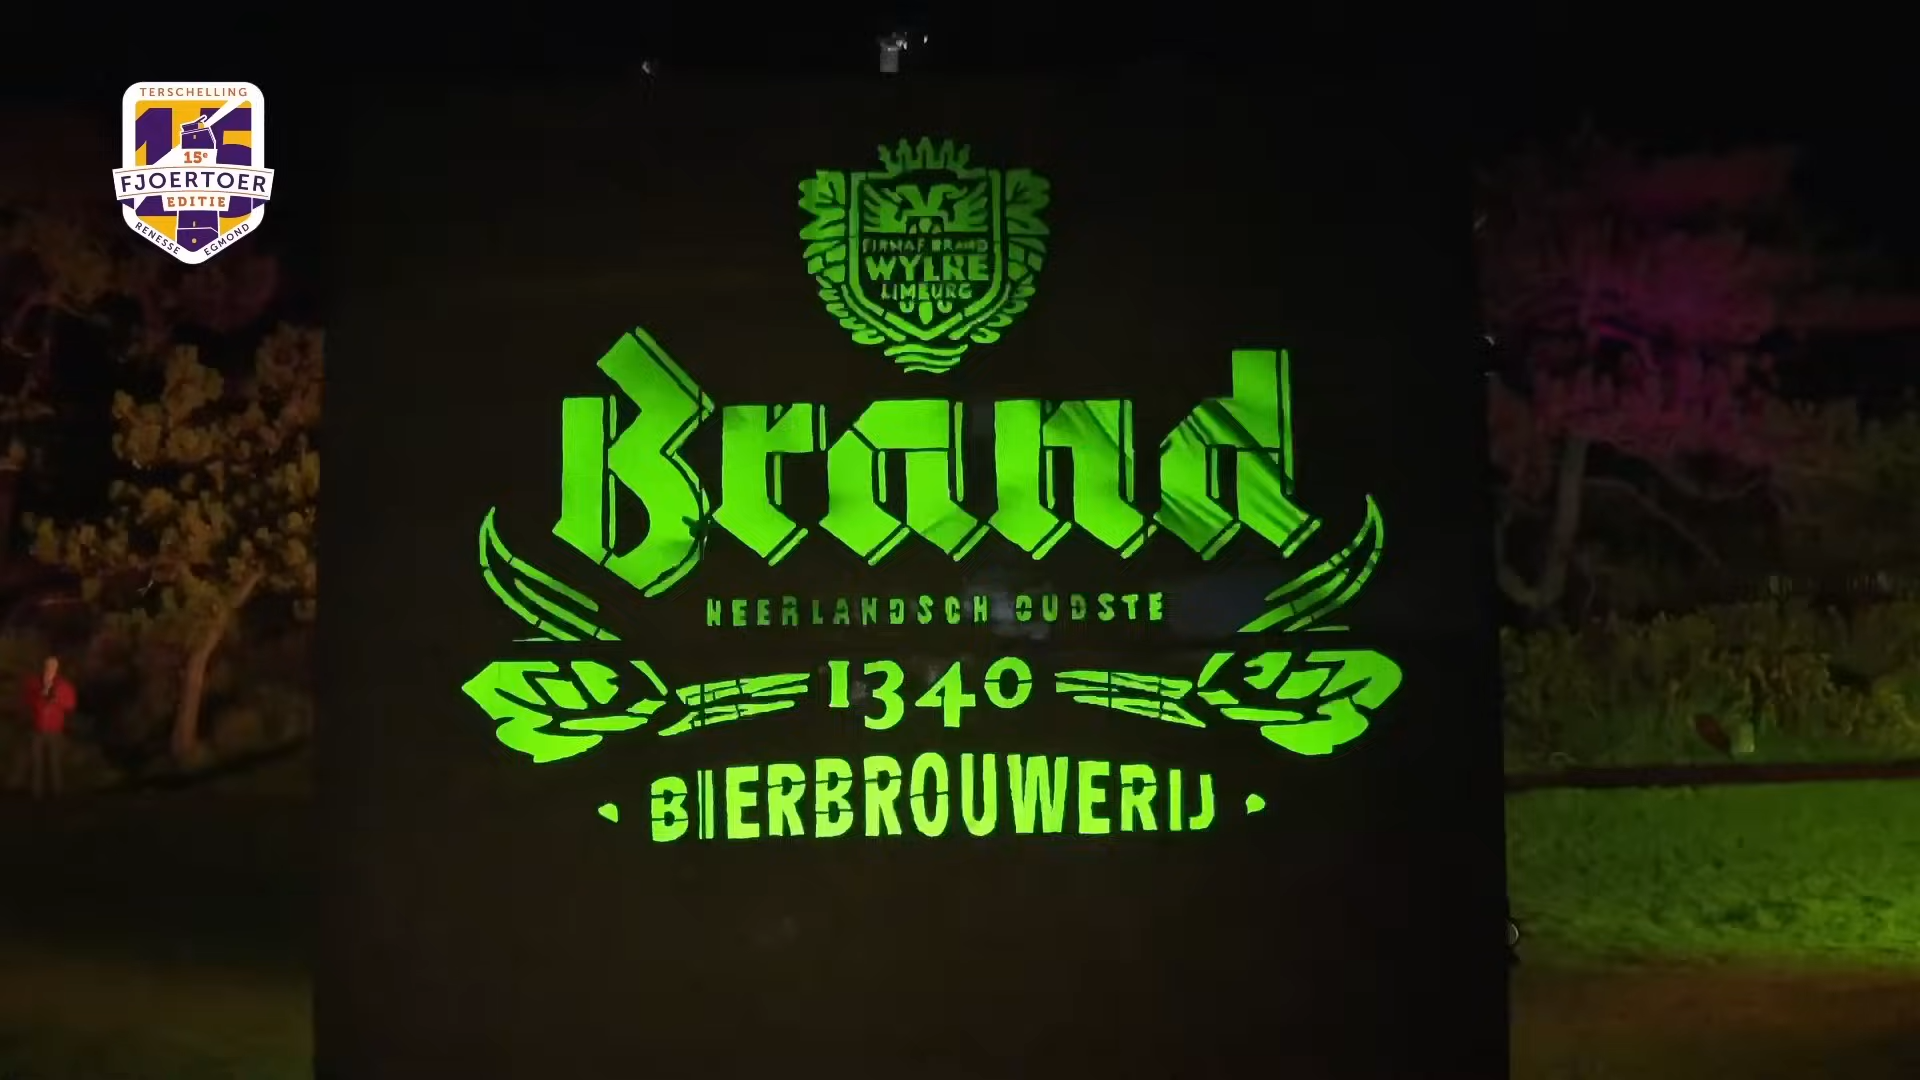 TERSCHELLING
15e
FJOERTOER
EDITIE
RENESSE EGMOND
FIRMA F BRAND
WYLRE
LIMBURG
Brand
NEERLANDSCH OUDSTE
1340
• BIERBROUWERIJ •